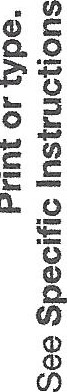 Print or type.
See Specific Instructions